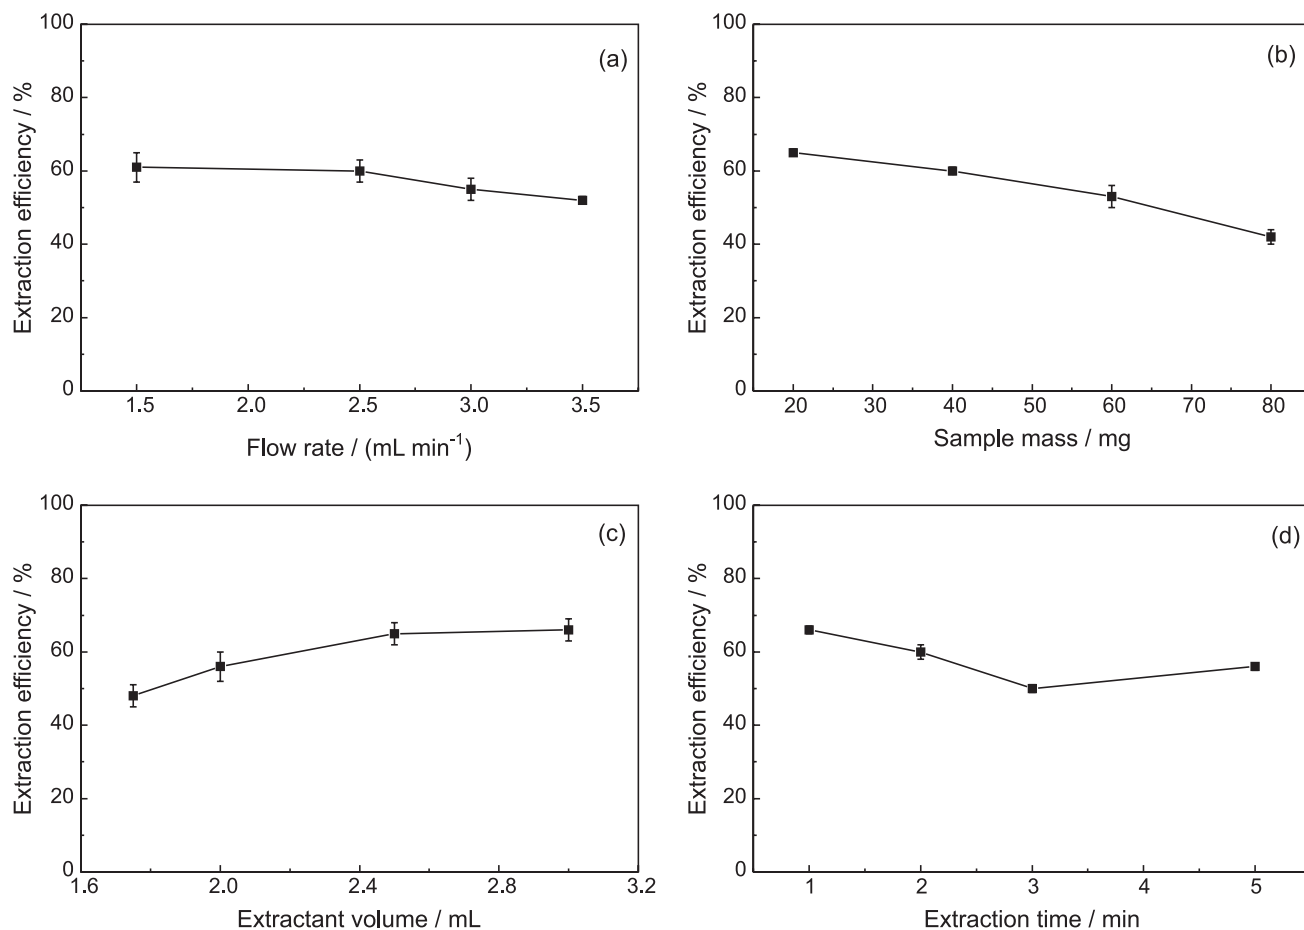 (a)
Extraction efficiency / %
100
80
60
40
20
0
1.5 2.0 2.5 3.0 3.5
Flow rate / (mL min⁻¹)
(b)
Extraction efficiency / %
100
80
60
40
20
0
20 30 40 50 60 70 80
Sample mass / mg
(c)
Extraction efficiency / %
100
80
60
40
20
0
1.6 2.0 2.4 2.8 3.2
Extractant volume / mL
(d)
Extraction efficiency / %
100
80
60
40
20
0
1 2 3 4 5
Extraction time / min